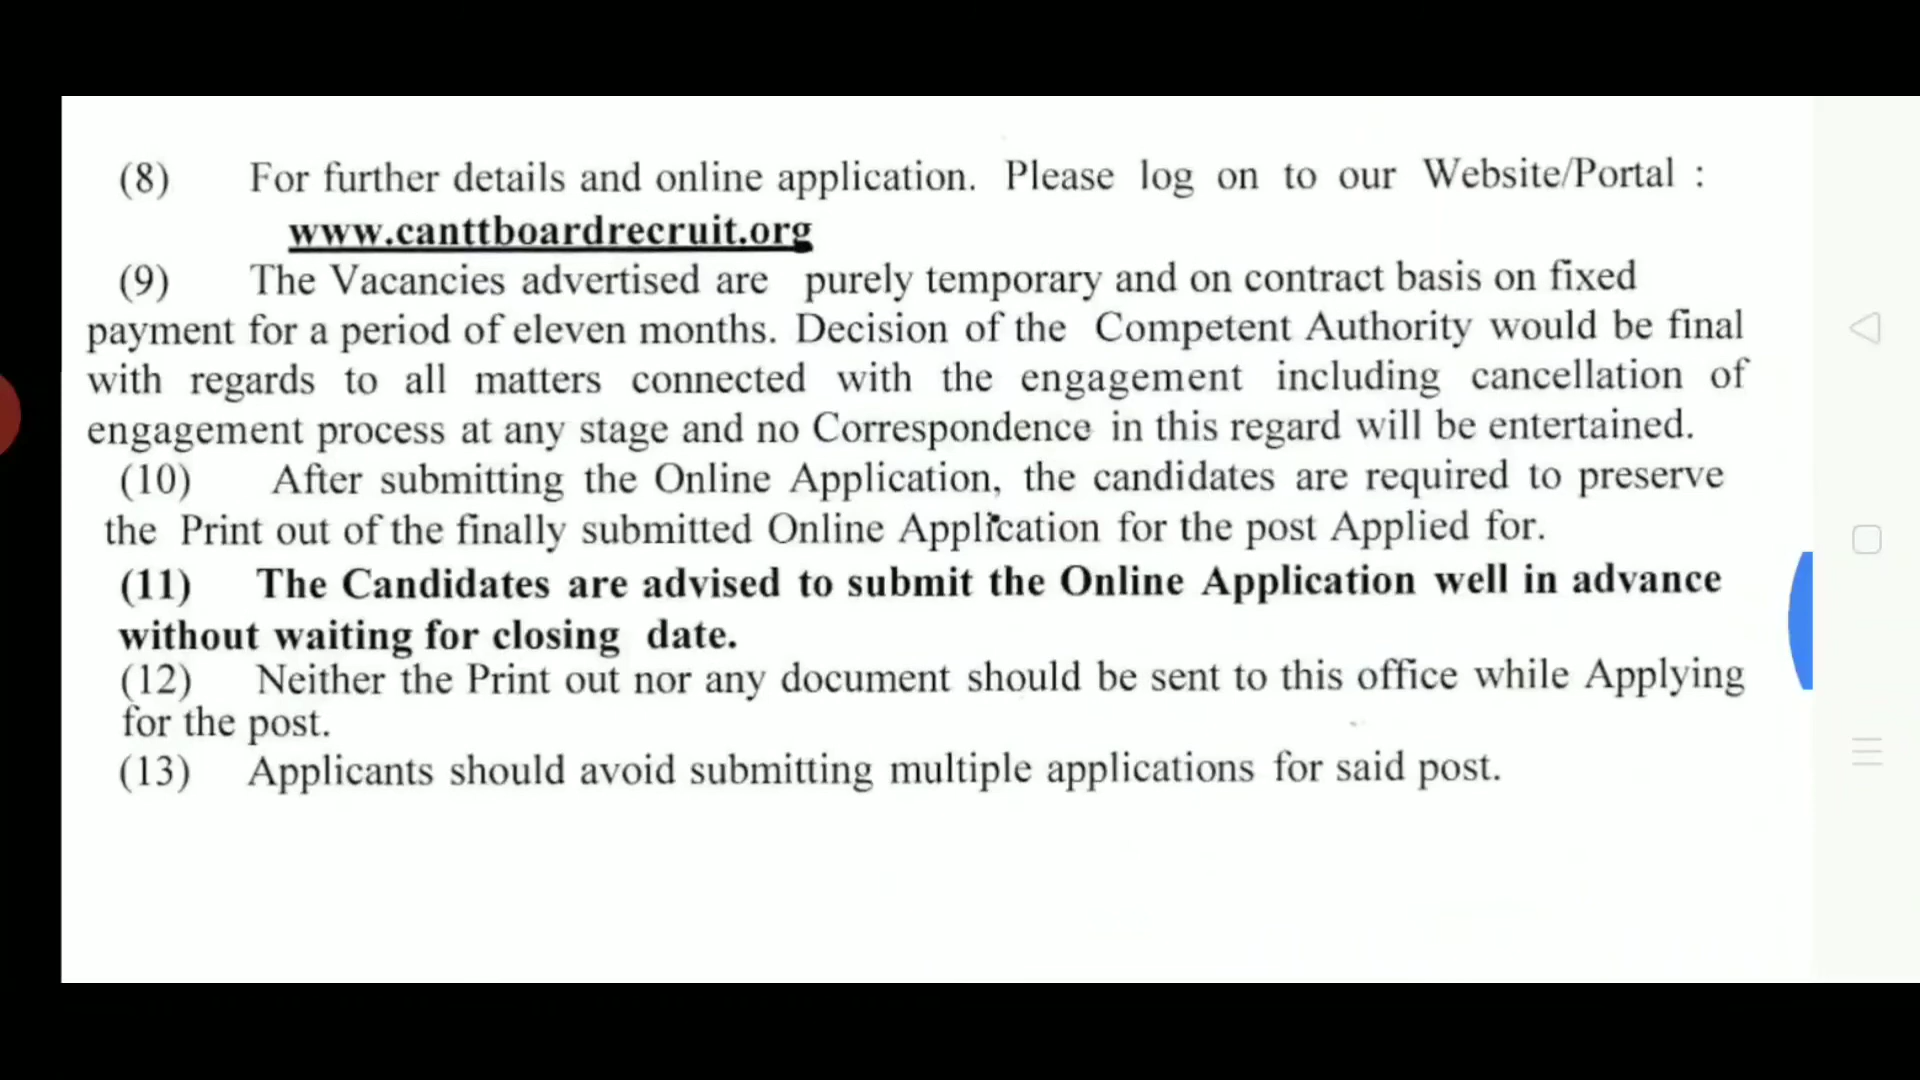 (8) For further details and online application. Please log on to our Website/Portal :
www.canttboardrecruit.org
(9) The Vacancies advertised are purely temporary and on contract basis on fixed
payment for a period of eleven months. Decision of the Competent Authority would be final
with regards to all matters connected with the engagement including cancellation of
engagement process at any stage and no Correspondence in this regard will be entertained.
(10) After submitting the Online Application, the candidates are required to preserve
the Print out of the finally submitted Online Application for the post Applied for.
(11) The Candidates are advised to submit the Online Application well in advance
without waiting for closing date.
(12) Neither the Print out nor any document should be sent to this office while Applying
for the post.
(13) Applicants should avoid submitting multiple applications for said post.